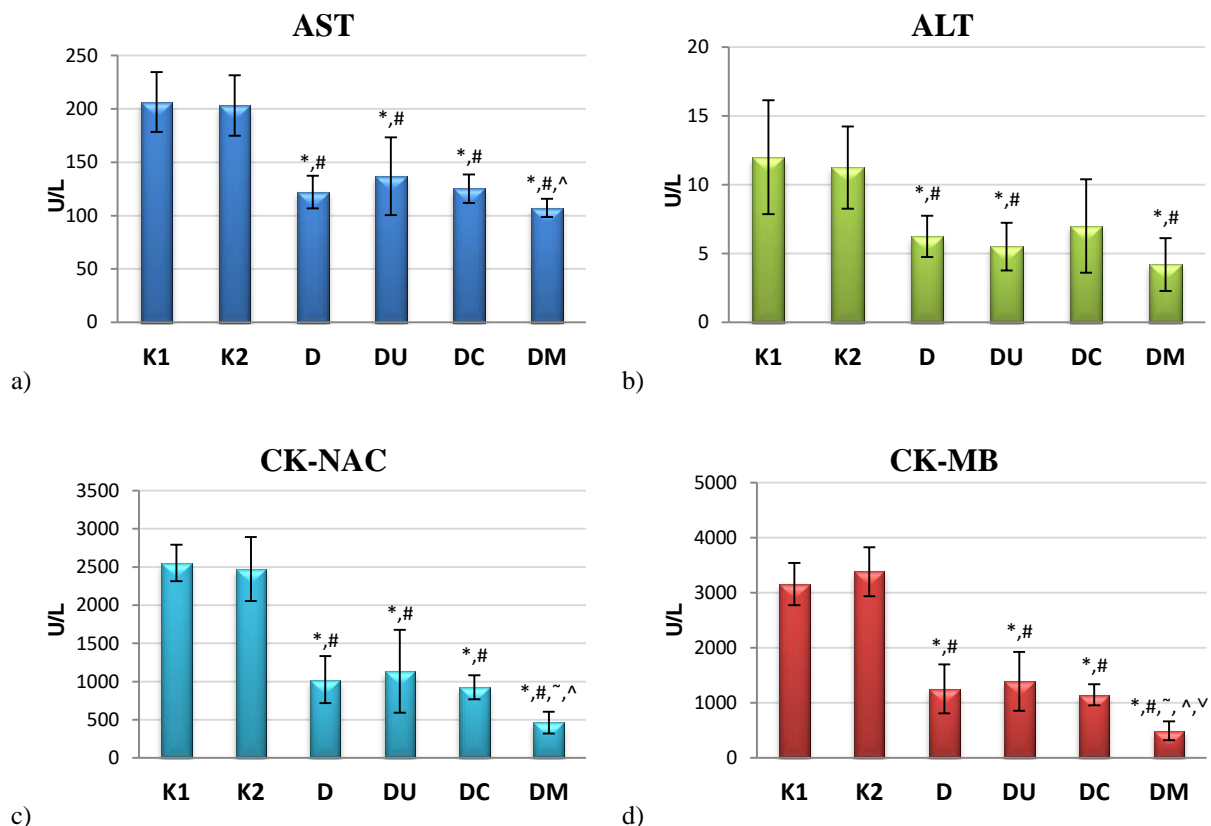 AST
250
200
150
100
50
0
U/L
*,#
*,#
*,#
*,#,^
K1 K2 D DU DC DM
a)
ALT
20
15
10
5
0
U/L
*,#
*,#
*,#
K1 K2 D DU DC DM
b)
CK-NAC
3500
3000
2500
2000
1500
1000
500
0
U/L
*,#
*,#
*,#
*,#,˜,^
K1 K2 D DU DC DM
c)
CK-MB
5000
4000
3000
2000
1000
0
U/L
*,#
*,#
*,#
*,#,˜, ^,ᵛ
K1 K2 D DU DC DM
d)